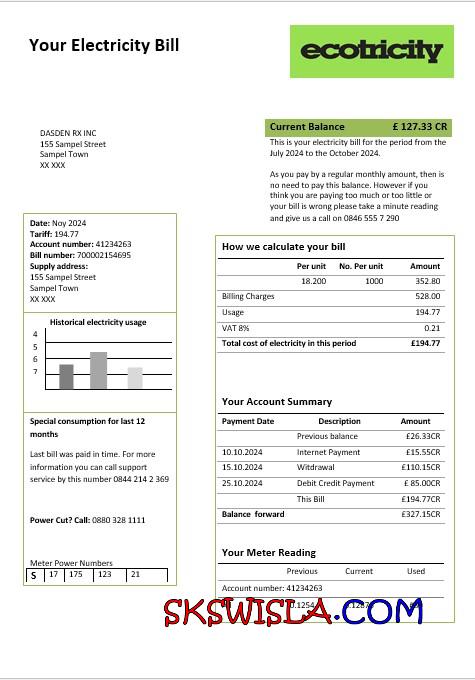 Your Electricity Bill
ecotricity
DASDEN RX INC
155 Sampel Street
Sampel Town
XX XXX
Current Balance £ 127.33 CR
This is your electricity bill for the period from the
July 2024 to the October 2024.
As you pay by a regular monthly amount, then is
no need to pay this balance. However if you
think you are paying too much or too little or
your bill is wrong please take a minute reading
and give us a call on 0846 555 7 290
Date: Noy 2024
Tariff: 194.77
Account number: 41234263
Bill number: 700002154695
Supply address:
155 Sampel Street
Sampel Town
XX XXX
Historical electricity usage
4
5
6
7
Special consumption for last 12
months
Last bill was paid in time. For more
information you can call support
service by this number 0844 214 2 369
Power Cut? Call: 0880 328 1111
Meter Power Numbers
S 17 175 123 21
How we calculate your bill
Per unit No. Per unit Amount
18.200 1000 352.80
Billing Charges 528.00
Usage 194.77
VAT 8% 0.21
Total cost of electricity in this period £194.77
Your Account Summary
Payment Date Description Amount
Previous balance £26.33CR
10.10.2024 Internet Payment £15.55CR
15.10.2024 Witdrawal £110.15CR
25.10.2024 Debit Credit Payment £ 85.00CR
This Bill £194.77CR
Balance forward £327.15CR
Your Meter Reading
Previous Current Used
Account number: 41234263
SKSWISLA.COM